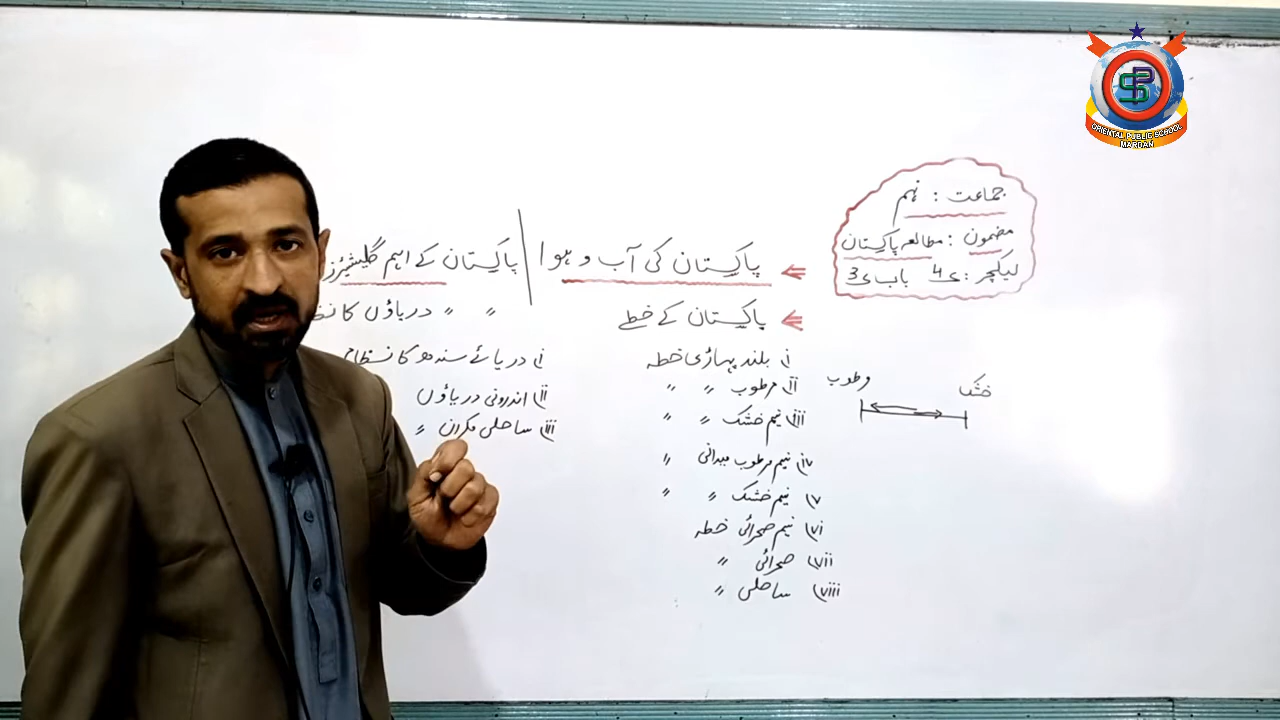 ORIENTAL PUBLIC SCHOOL
MARDAN
جماعت : نہم
مضمون : مطالعہ پاکستان
لیکچر : ی4 باب ی3
پاکستان کی آب و ہوا
پاکستان کے خطے
i) بلند پہاڑی خطہ
ii) مرطوب 〃 〃
iii) نیم خشک 〃 〃
iv) نیم مرطوب میدانی 〃
v) نیم خشک 〃 〃
vi) نیم صحرائی خطہ
vii) صحرائی 〃
viii) ساحلی 〃
خشک
مرطوب
پاکستان کے اہم گلیشئرز
〃 〃 دریاؤں کا
i) دریائے سندھ کا نظام
ii) اندرونی دریاؤں
iii) ساحلی مکران 〃